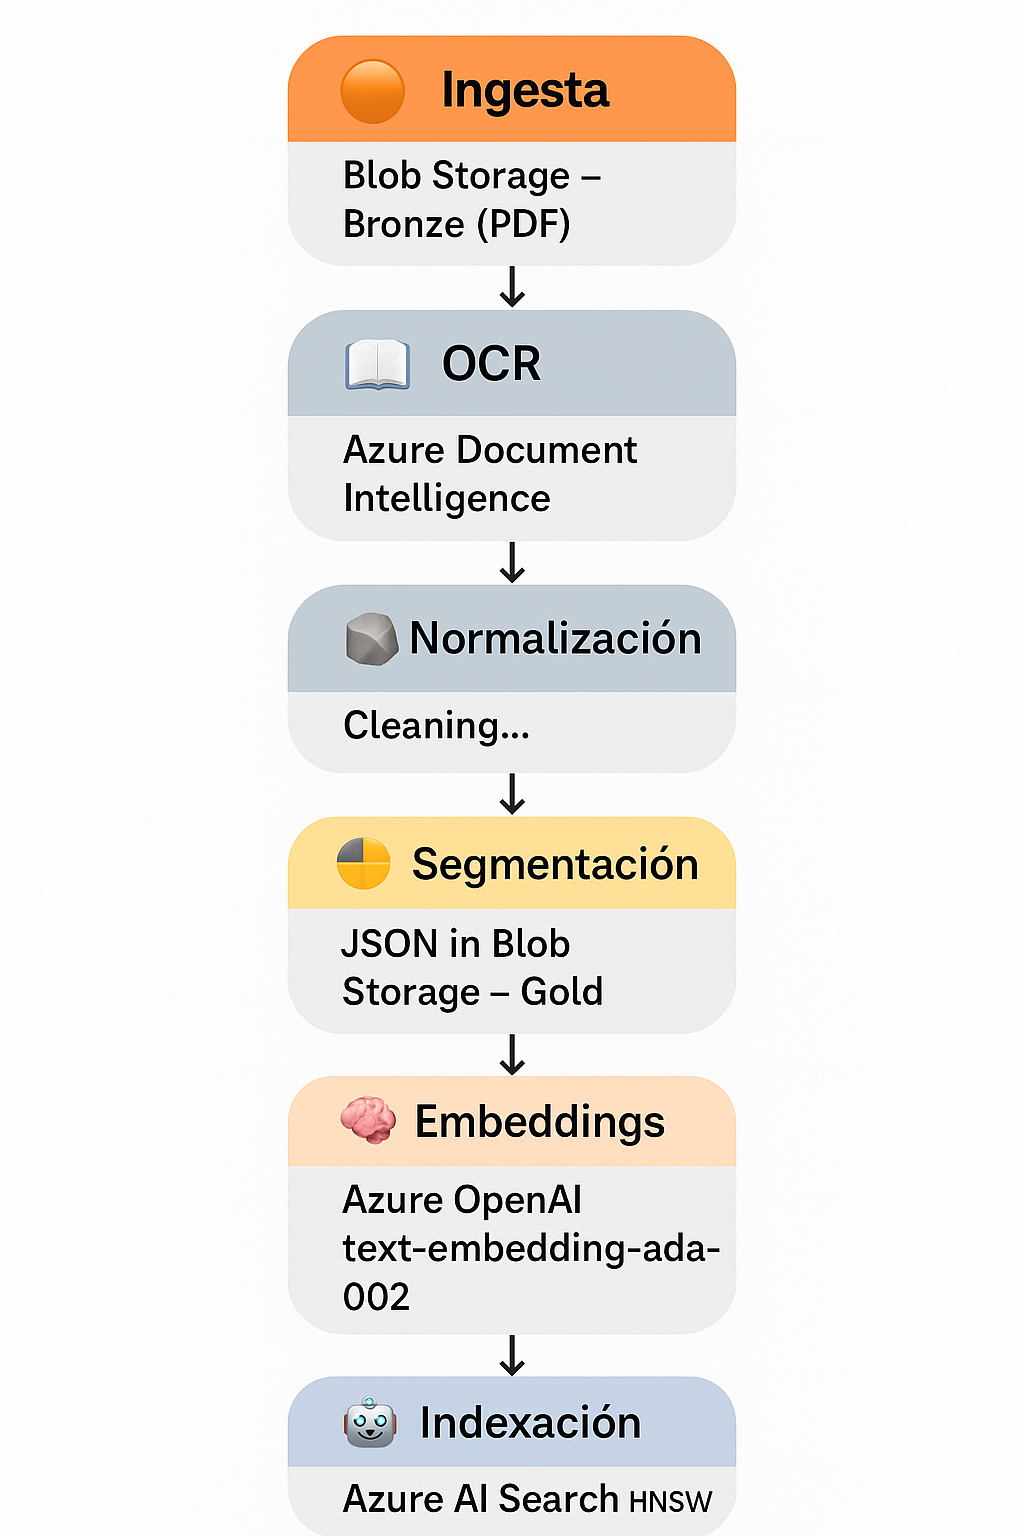 Ingesta
Blob Storage –
Bronze (PDF)
OCR
Azure Document
Intelligence
Normalización
Cleaning...
Segmentación
JSON in Blob
Storage – Gold
Embeddings
Azure OpenAI
text-embedding-ada-
002
Indexación
Azure AI Search HNSW